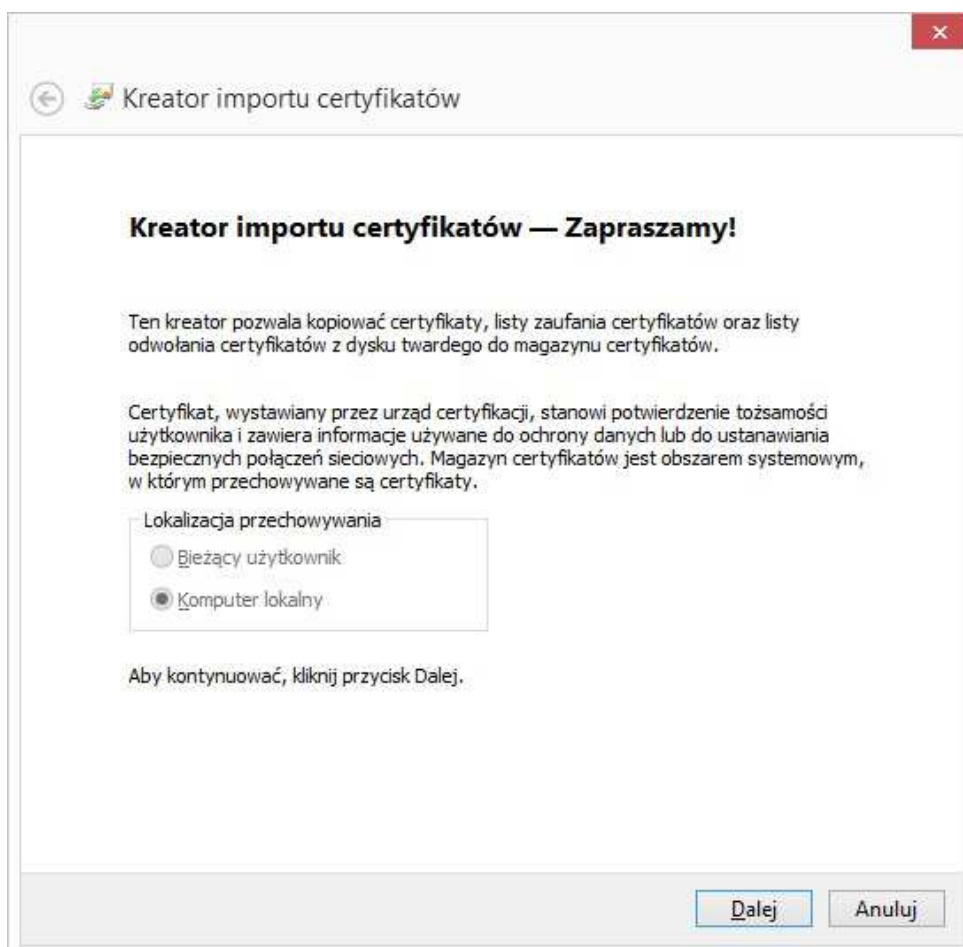 Kreator importu certyfikatów
Kreator importu certyfikatów — Zapraszamy!
Ten kreator pozwala kopiować certyfikaty, listy zaufania certyfikatów oraz listy
odwołania certyfikatów z dysku twardego do magazynu certyfikatów.
Certyfikat, wystawiany przez urząd certyfikacji, stanowi potwierdzenie tożsamości
użytkownika i zawiera informacje używane do ochrony danych lub do ustanawiania
bezpiecznych połączeń sieciowych. Magazyn certyfikatów jest obszarem systemowym,
w którym przechowywane są certyfikaty.
Lokalizacja przechowywania
Bieżący użytkownik
Komputer lokalny
Aby kontynuować, kliknij przycisk Dalej.
Dalej Anuluj